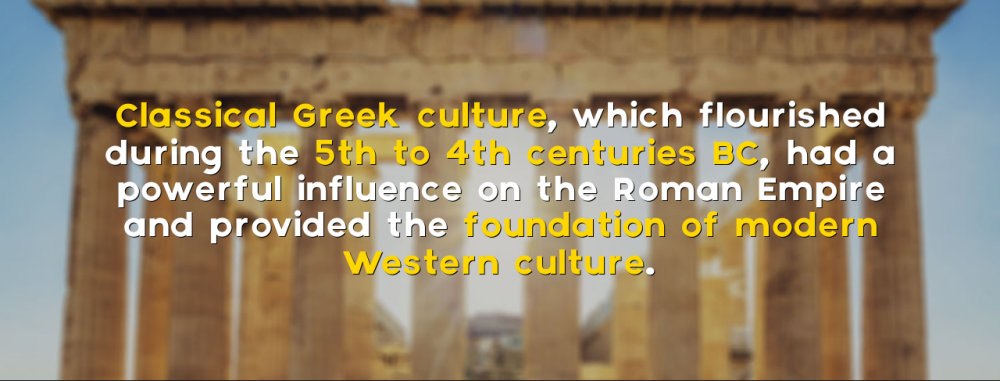 Classical Greek culture, which flourished
during the 5th to 4th centuries BC, had a
powerful influence on the Roman Empire
and provided the foundation of modern
Western culture.